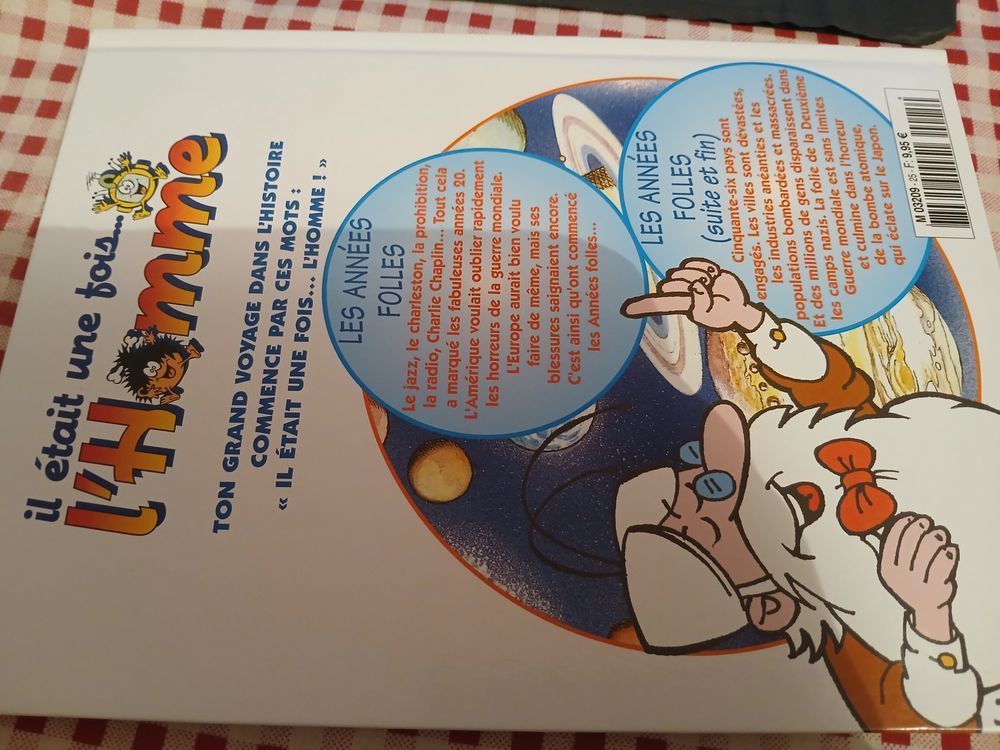 il était une fois...
l'Homme
TON GRAND VOYAGE DANS L'HISTOIRE
COMMENCE PAR CES MOTS :
« IL ÉTAIT UNE FOIS... L'HOMME ! »
LES ANNÉES
FOLLES
Le jazz, le charleston, la prohibition,
la radio, Charlie Chaplin... Tout cela
a marqué les fabuleuses années 20.
L'Amérique voulait oublier rapidement
les horreurs de la guerre mondiale.
L'Europe aurait bien voulu
faire de même, mais ses
blessures saignaient encore.
C'est ainsi qu'ont commencé
les Années folles...
LES ANNÉES
FOLLES
(suite et fin)
Cinquante-six pays sont
engagés. Les villes sont dévastées,
les industries anéanties et les
populations bombardées et massacrées.
Et des millions de gens disparaissent dans
les camps nazis. La folie de la Deuxième
Guerre mondiale est sans limites
et culmine dans l'horreur
de la bombe atomique,
qui éclate sur le Japon.
M 03209 - 25 - F: 9,95 €